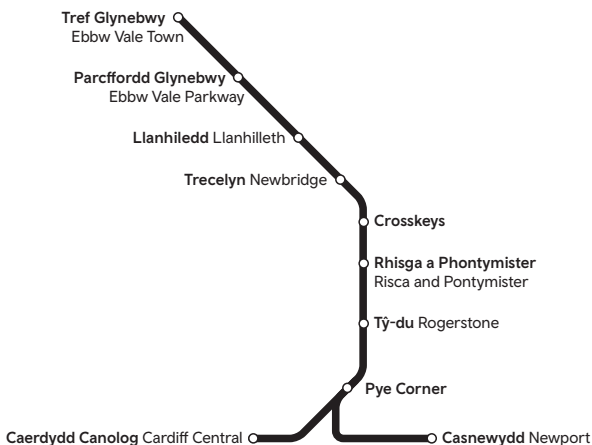 Tref Glynebwy
Ebbw Vale Town
Parcffordd Glynebwy
Ebbw Vale Parkway
Llanhiledd Llanhilleth
Trecelyn Newbridge
Crosskeys
Rhisga a Phontymister
Risca and Pontymister
Tŷ-du Rogerstone
Pye Corner
Caerdydd Canolog Cardiff Central
Casnewydd Newport